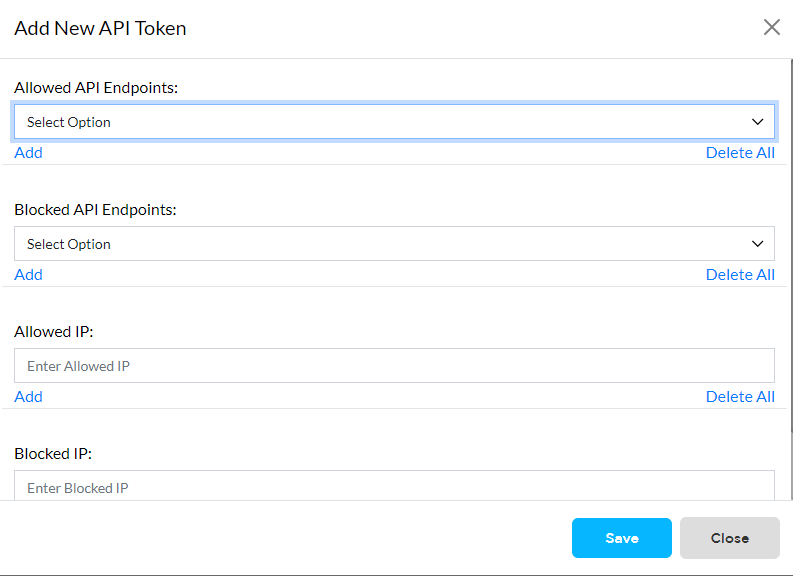 Add New API Token
Allowed API Endpoints:
Select Option
Add Delete All
Blocked API Endpoints:
Select Option
Add Delete All
Allowed IP:
Enter Allowed IP
Add Delete All
Blocked IP:
Enter Blocked IP
Save Close